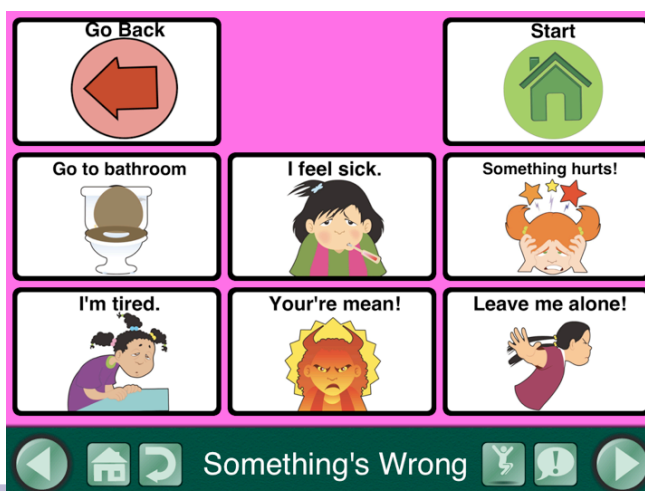 Go Back
Start
Go to bathroom
I feel sick.
Something hurts!
I'm tired.
Your're mean!
Leave me alone!
Something's Wrong